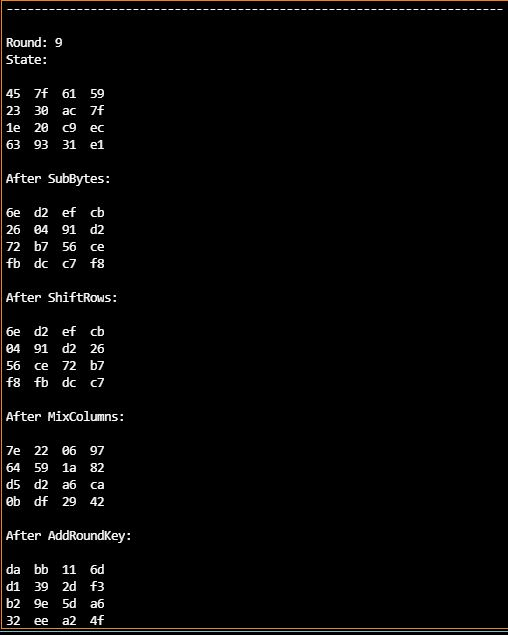 -----------------------------------------------------------------------
Round: 9
State:
45 7f 61 59
23 30 ac 7f
1e 20 c9 ec
63 93 31 e1
After SubBytes:
6e d2 ef cb
26 04 91 d2
72 b7 56 ce
fb dc c7 f8
After ShiftRows:
6e d2 ef cb
04 91 d2 26
56 ce 72 b7
f8 fb dc c7
After MixColumns:
7e 22 06 97
64 59 1a 82
d5 d2 a6 ca
0b df 29 42
After AddRoundKey:
da bb 11 6d
d1 39 2d f3
b2 9e 5d a6
32 ee a2 4f